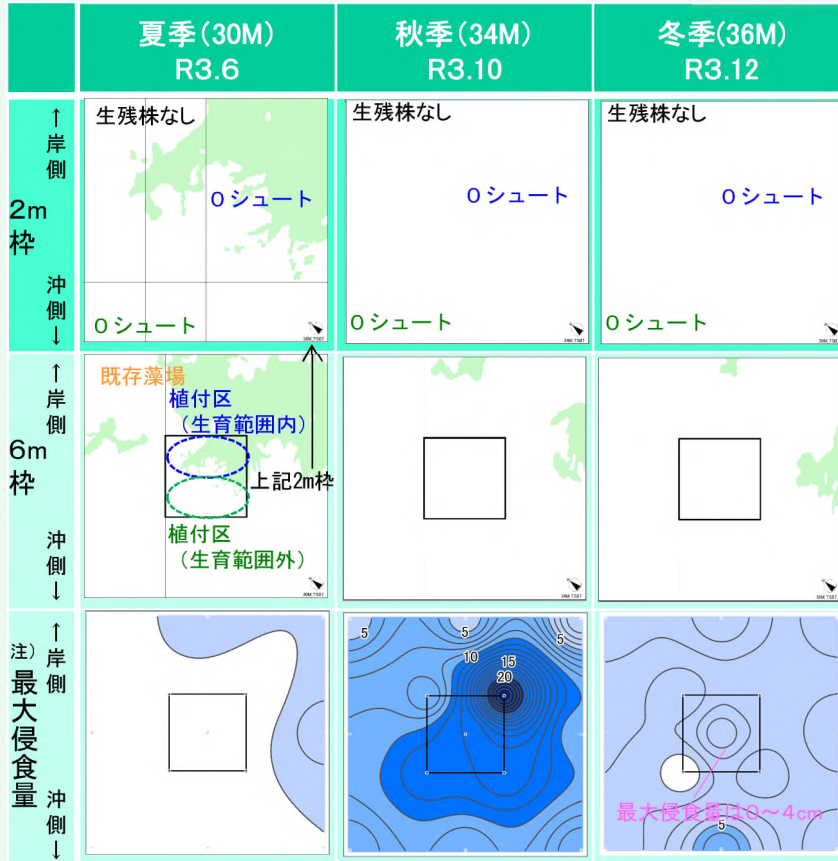 夏季(30M)
R3.6
秋季(34M)
R3.10
冬季(36M)
R3.12
↑
岸
側
2m
枠
沖
側
↓
生残株なし
0シュート
0シュート
生残株なし
0シュート
0シュート
生残株なし
0シュート
0シュート
↑
岸
側
6m
枠
沖
側
↓
既存藻場
植付区
（生育範囲内）
上記2m枠
植付区
（生育範囲外）
↑
岸
側
注）
最
大
侵
食
量
沖
側
↓
5
5
5
10
15
20
最大侵食量は0～4cm
5